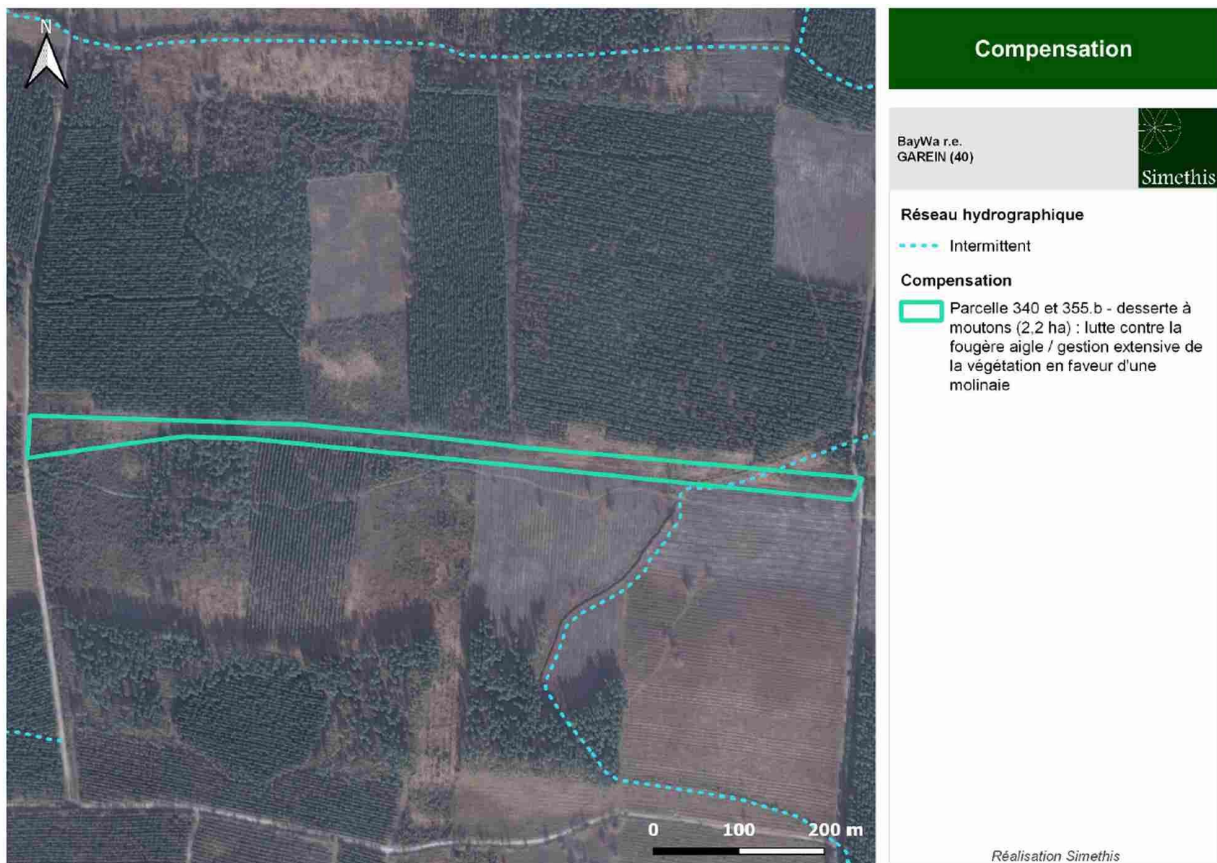 N
Compensation
BayWa r.e.
GAREIN (40)
Simethis
Réseau hydrographique
Intermittent
Compensation
Parcelle 340 et 355.b - desserte à
moutons (2,2 ha) : lutte contre la
fougère aigle / gestion extensive de
la végétation en faveur d'une
molinaie
0 100 200 m
Réalisation Simethis